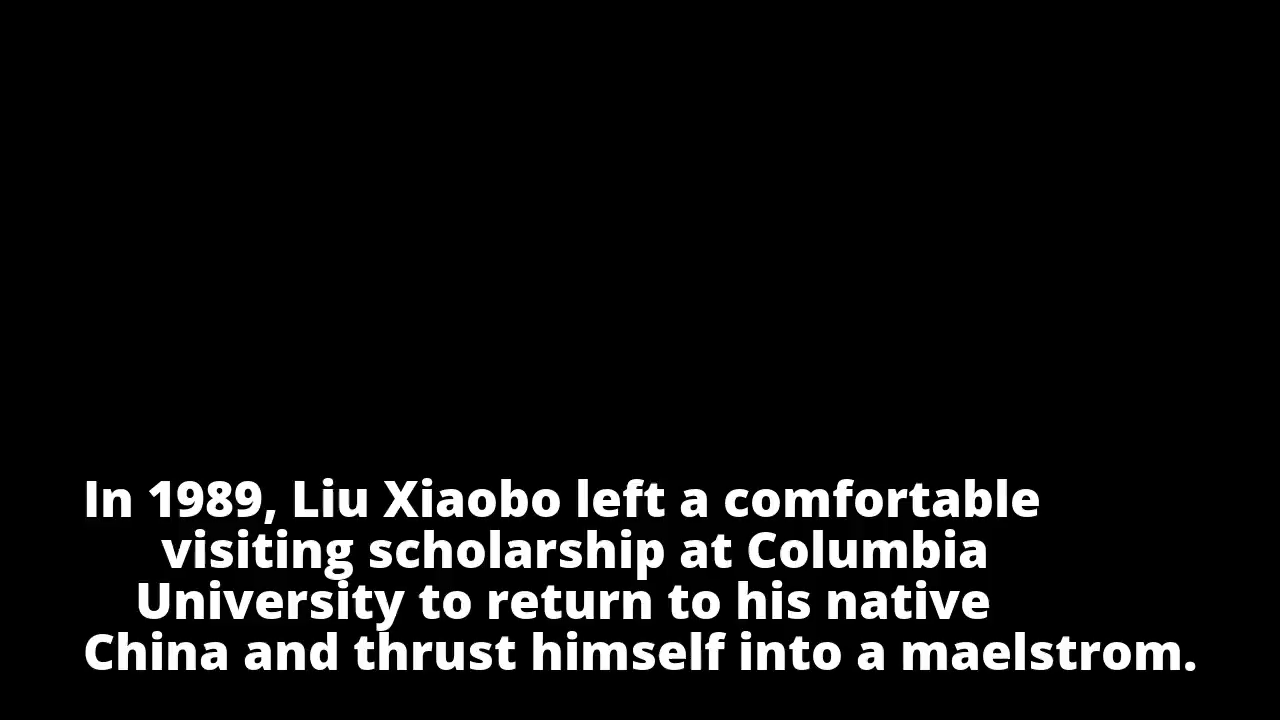 In 1989, Liu Xiaobo left a comfortable
visiting scholarship at Columbia
University to return to his native
China and thrust himself into a maelstrom.